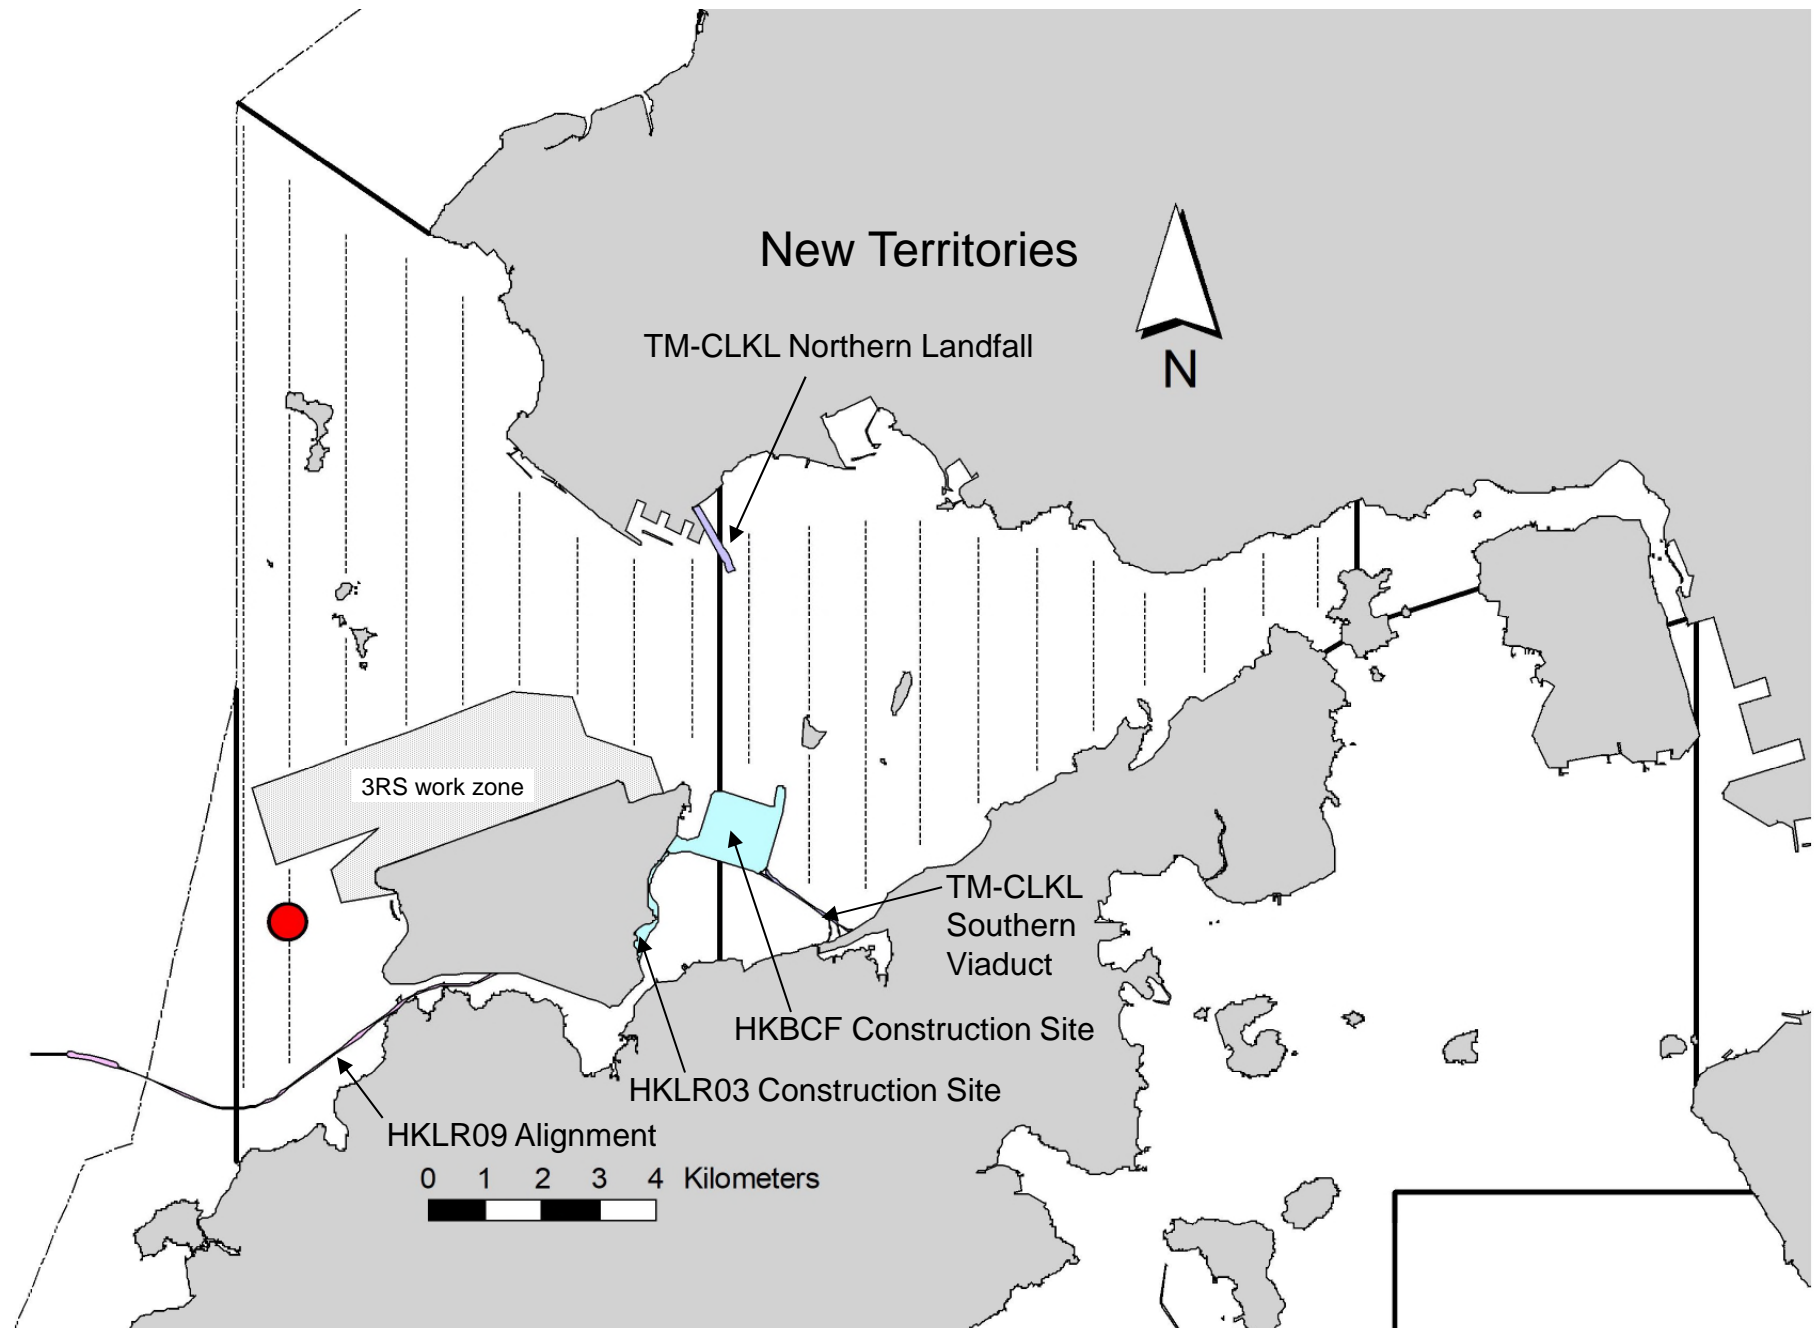 New Territories
TM-CLKL Northern Landfall
N
3RS work zone
TM-CLKL
Southern
Viaduct
HKBCF Construction Site
HKLR03 Construction Site
HKLR09 Alignment
0 1 2 3 4 Kilometers